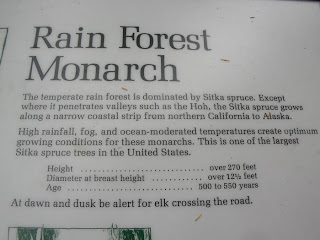 Rain Forest
Monarch
The temperate rain forest is dominated by Sitka spruce. Except
where it penetrates valleys such as the Hoh, the Sitka spruce grows
along a narrow coastal strip from northern California to Alaska.
High rainfall, fog, and ocean-moderated temperatures create optimum
growing conditions for these monarchs. This is one of the largest
Sitka spruce trees in the United States.
Height .............................. over 270 feet
Diameter at breast height .............. over 12½ feet
Age .............................. 500 to 550 years
At dawn and dusk be alert for elk crossing the road.